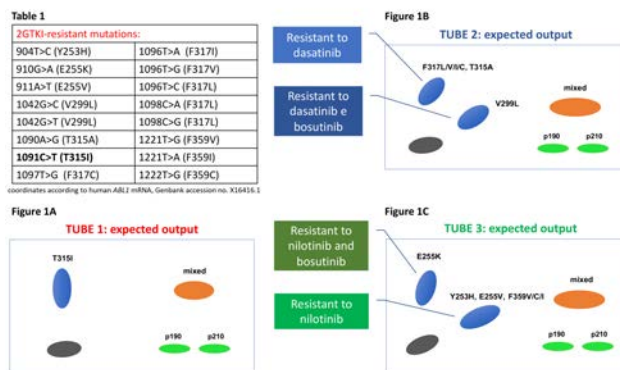 Table 1
2GTKI-resistant mutations:
904T>C (Y253H) 1096T>A (F317I)
910G>A (E255K) 1096T>G (F317V)
911A>T (E255V) 1096T>C (F317L)
1042G>C (V299L) 1098C>A (F317L)
1042G>T (V299L) 1098C>G (F317L)
1090A>G (T315A) 1221T>G (F359V)
1091C>T (T315I) 1221T>A (F359I)
1097T>G (F317C) 1222T>G (F359C)
coordinates according to human ABL1 mRNA, Genbank accession no. X16416.1
Figure 1B
TUBE 2: expected output
Resistant to
dasatinib
F317L/V/I/C, T315A
Resistant to
dasatinib e
bosutinib
V299L
mixed
p190 p210
Figure 1A
TUBE 1: expected output
T315I
mixed
p190 p210
Figure 1C
TUBE 3: expected output
Resistant to
nilotinib and
bosutinib
E255K
Resistant to
nilotinib
Y253H, E255V, F359V/C/I
mixed
p190 p210